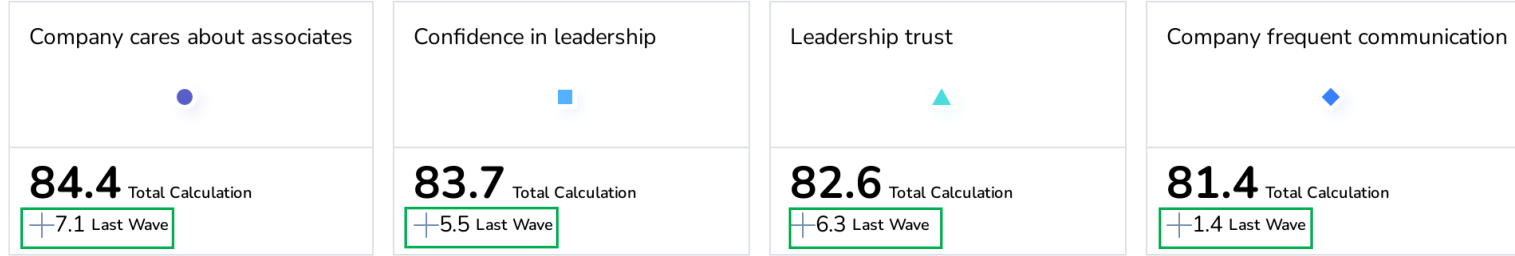 Company cares about associates
84.4 Total Calculation
+7.1 Last Wave
Confidence in leadership
83.7 Total Calculation
+5.5 Last Wave
Leadership trust
82.6 Total Calculation
+6.3 Last Wave
Company frequent communication
81.4 Total Calculation
+1.4 Last Wave